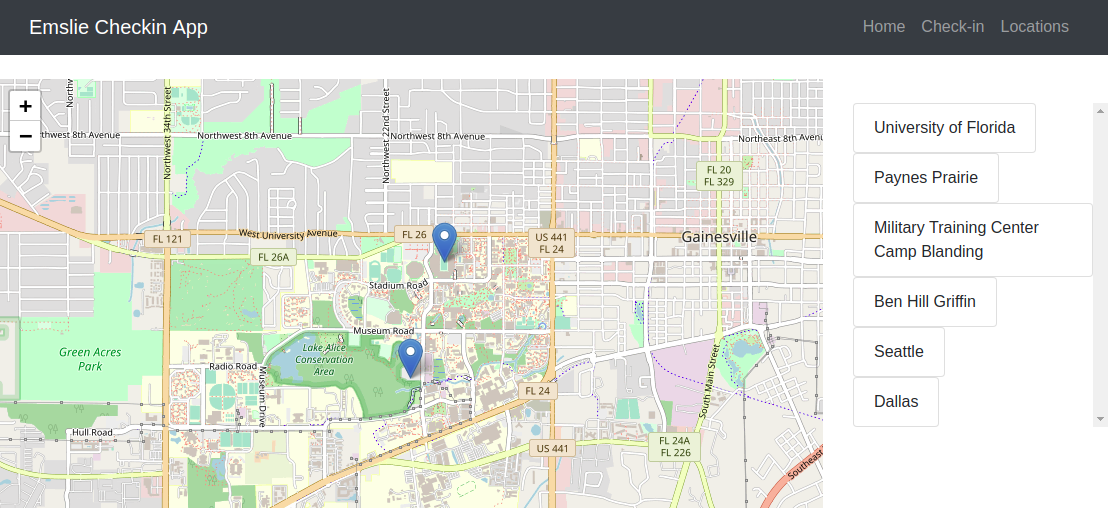 Emslie Checkin App
Home Check-in Locations
+
−
Northwest 34th Street
Northwest 22nd Street
Northwest 8th Avenue
Northwest 8th Avenue
Northeast 8th Avenu
FL 20
FL 329
FL 121
West University Avenue
FL 26
US 441
FL 24
Gainesville
FL 26A
Stadium Road
Museum Road
Green Acres
Park
Lake Alice
Conservation
Area
Radio Road
Museum Drive
South Main Street
FL 24
Hull Road
US 441
FL 24A
FL 226
Southeast
University of Florida
Paynes Prairie
Military Training Center
Camp Blanding
Ben Hill Griffin
Seattle
Dallas